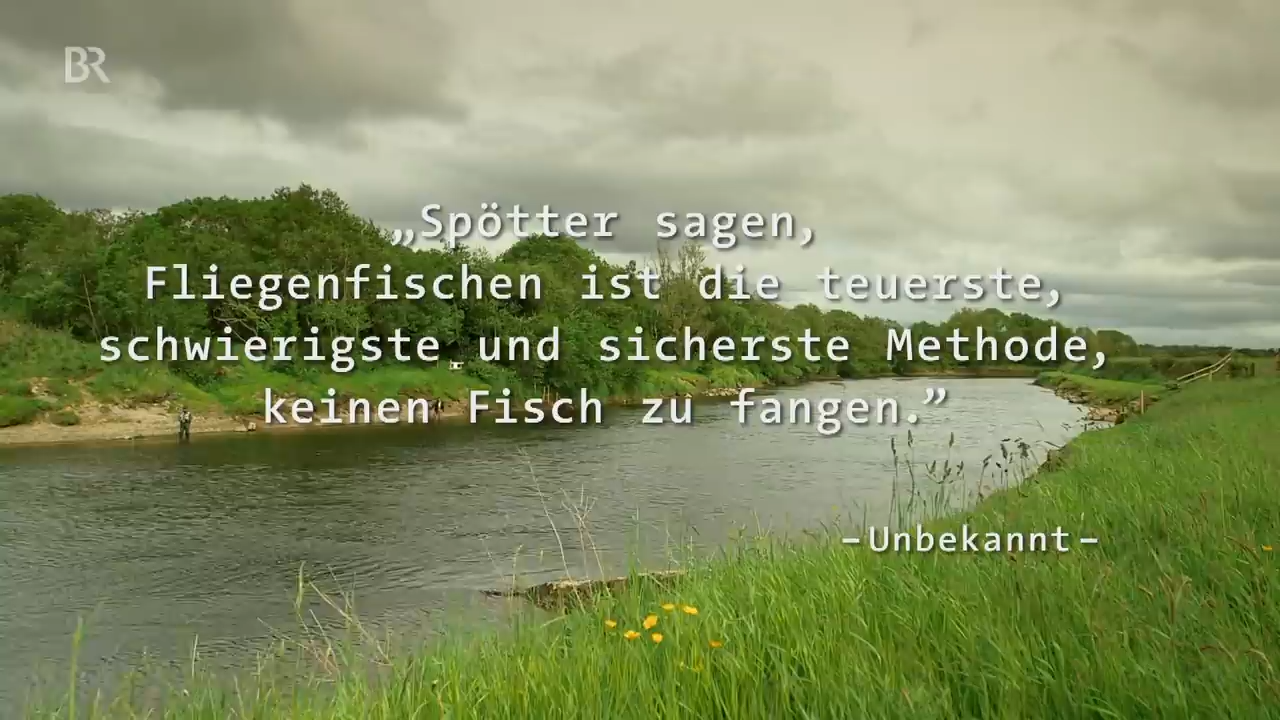 BR
„Spötter sagen,
Fliegenfischen ist die teuerste,
schwierigste und sicherste Methode,
keinen Fisch zu fangen.”
–Unbekannt–